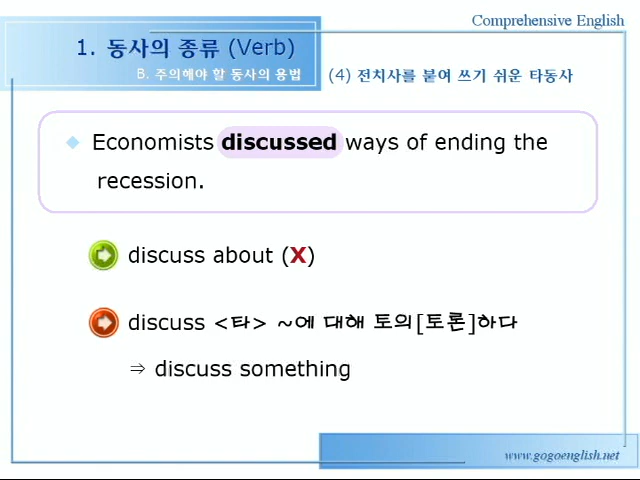 Comprehensive English
1. 동사의 종류 (Verb)
B. 주의해야 할 동사의 용법
(4) 전치사를 붙여 쓰기 쉬운 타동사
Economists discussed ways of ending the
recession.
discuss about (X)
discuss <타> ~에 대해 토의[토론]하다
⇒ discuss something
www.gogoenglish.net